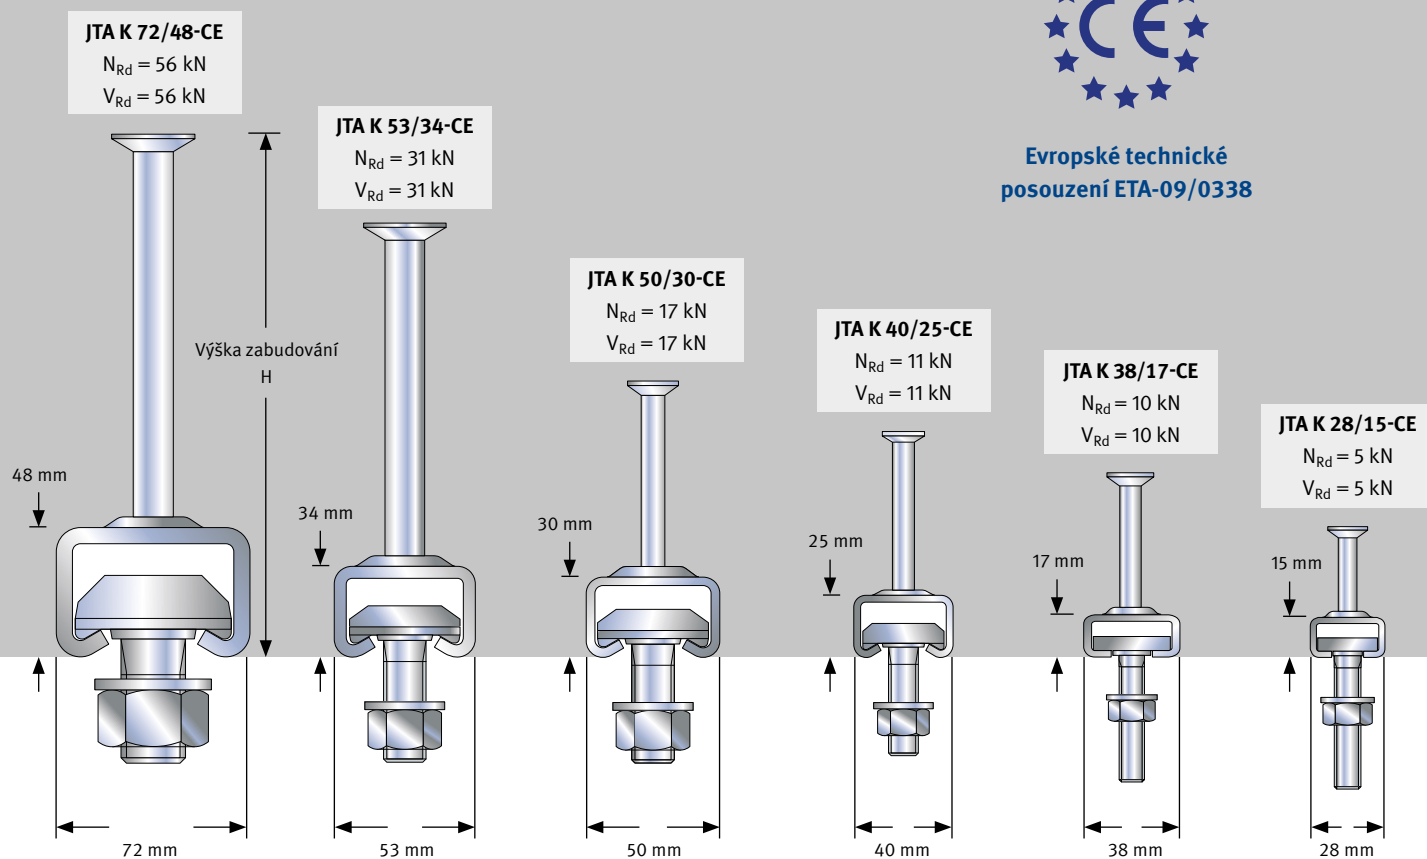 JTA K 72/48-CE
NRd = 56 kN
VRd = 56 kN
JTA K 53/34-CE
NRd = 31 kN
VRd = 31 kN
JTA K 50/30-CE
NRd = 17 kN
VRd = 17 kN
JTA K 40/25-CE
NRd = 11 kN
VRd = 11 kN
JTA K 38/17-CE
NRd = 10 kN
VRd = 10 kN
JTA K 28/15-CE
NRd = 5 kN
VRd = 5 kN
CE
Evropské technické
posouzení ETA-09/0338
Výška zabudování
H
48 mm
34 mm
30 mm
25 mm
17 mm
15 mm
72 mm
53 mm
50 mm
40 mm
38 mm
28 mm